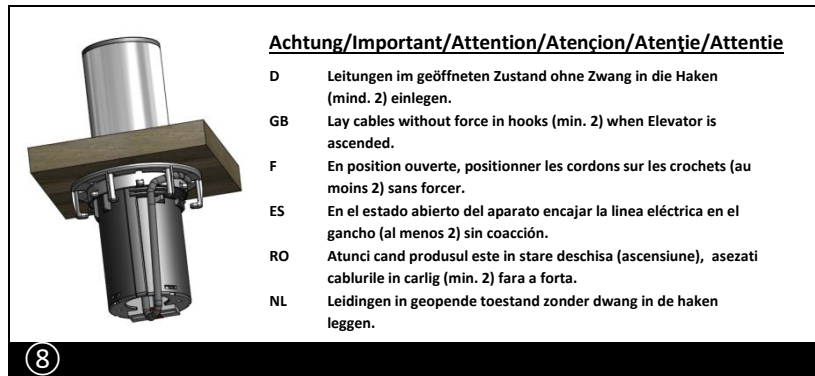 Achtung/Important/Attention/Atençion/Atenţie/Attentie
D Leitungen im geöffneten Zustand ohne Zwang in die Haken
(mind. 2) einlegen.
GB Lay cables without force in hooks (min. 2) when Elevator is
ascended.
F En position ouverte, positionner les cordons sur les crochets (au
moins 2) sans forcer.
ES En el estado abierto del aparato encajar la linea eléctrica en el
gancho (al menos 2) sin coacción.
RO Atunci cand produsul este in stare deschisa (ascensiune), asezati
cablurile in carlig (min. 2) fara a forta.
NL Leidingen in geopende toestand zonder dwang in de haken
leggen.
8